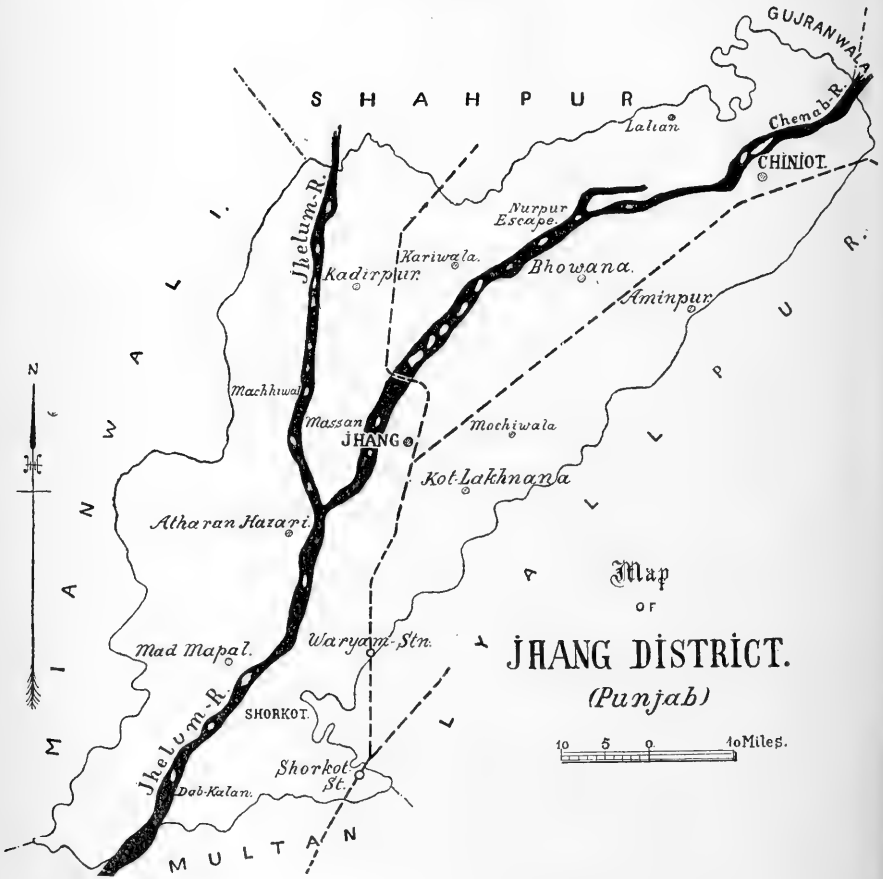 GUJRANWALA
SHAHPUR
Chenab-R.
Lalian
CHINIOT.
Jhelum-R.
Nurpur
Escape.
Kariwala.
Bhowana.
Kadirpur.
Aminpur.
MIANWALI.
N
Machhiwal
Massan
JHANG
Mochiwala
Kot-Lakhnana
Atharan Hazari.
LYALLPUR.
Map
OF
JHANG DISTRICT.
(Punjab)
Mad Mapal.
Waryam-Stn.
Jhelum-R.
SHORKOT.
10 5 0 10 Miles.
Shorkot
St.
Dab-Kalan.
MULTAN